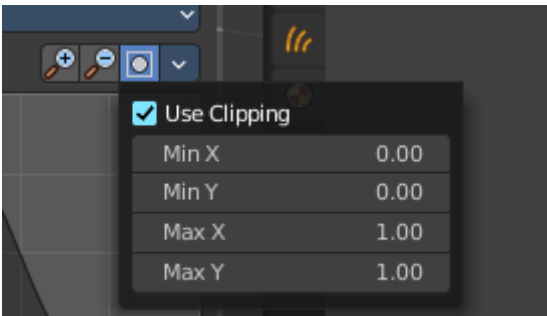 Use Clipping
Min X 0.00
Min Y 0.00
Max X 1.00
Max Y 1.00